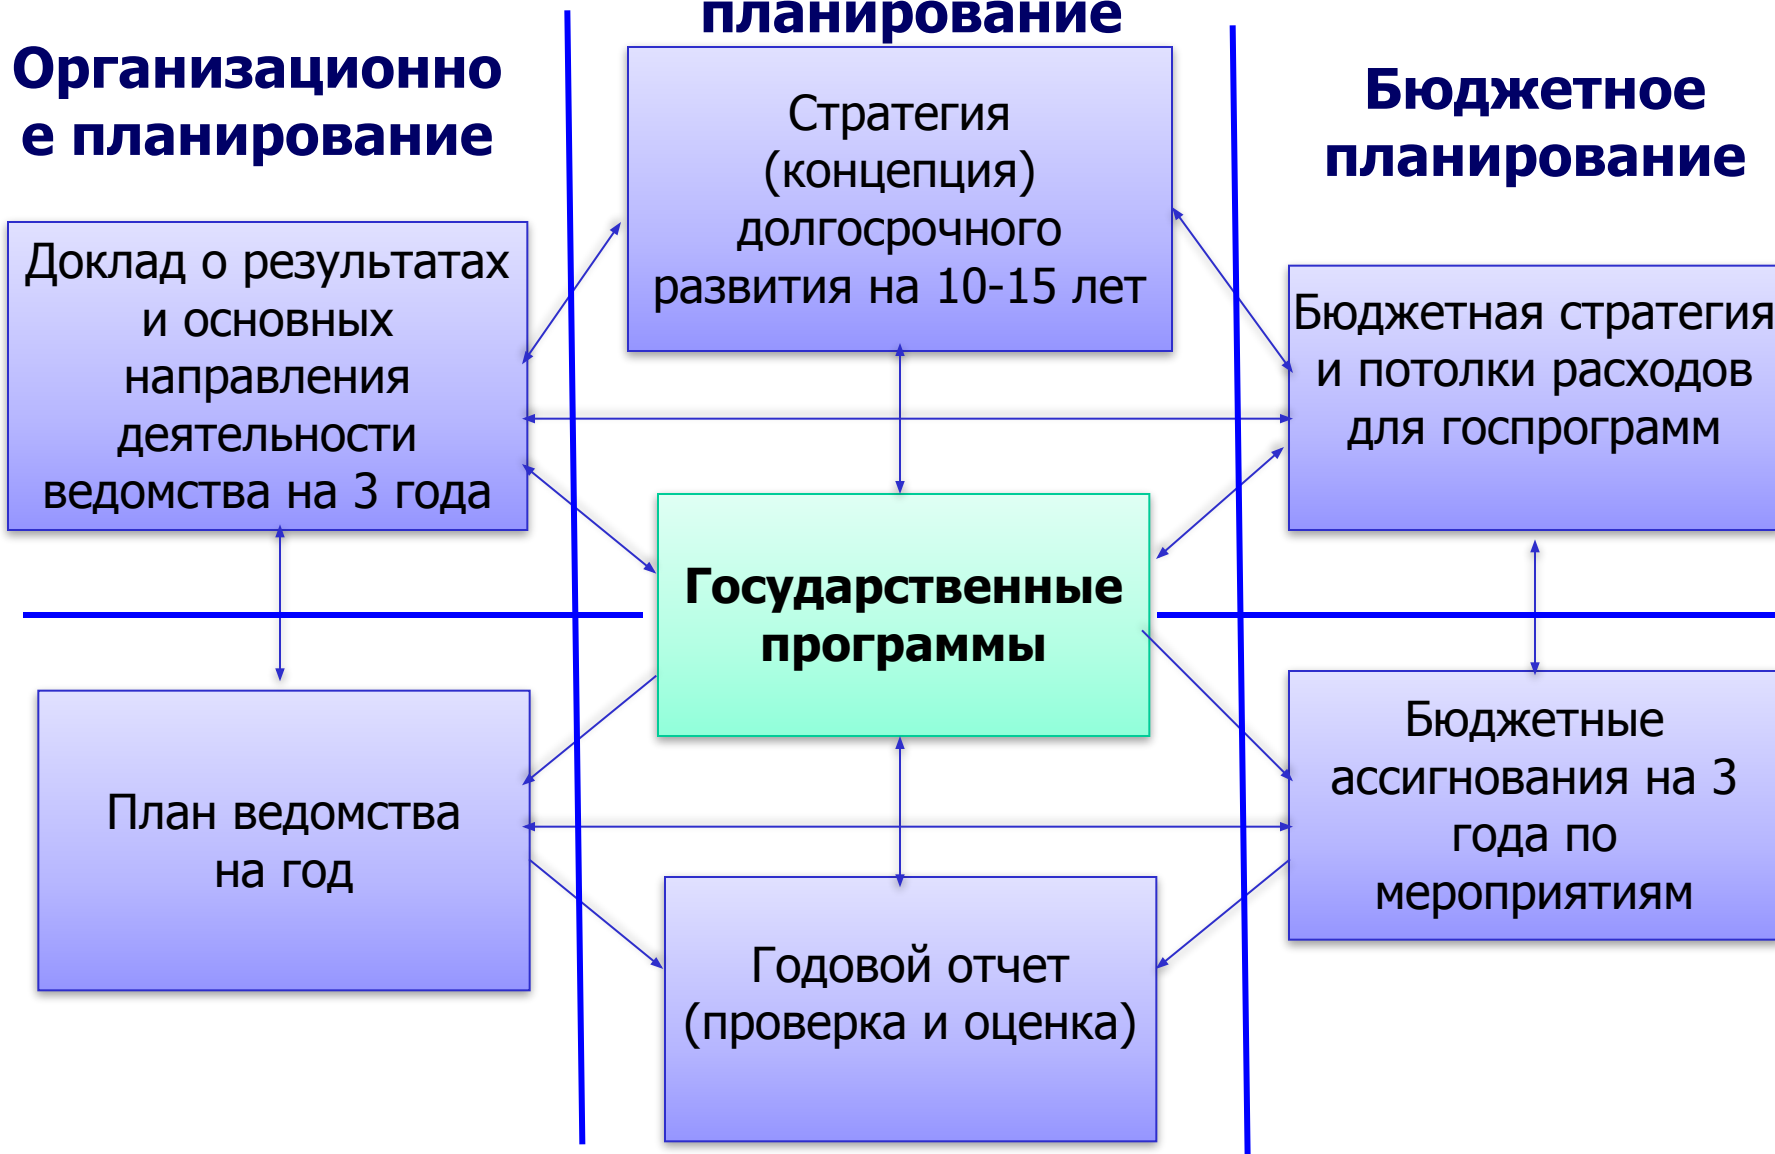 планирование
Организационно
е планирование
Бюджетное
планирование
Стратегия
(концепция)
долгосрочного
развития на 10-15 лет
Доклад о результатах
и основных
направления
деятельности
ведомства на 3 года
Бюджетная стратегия
и потолки расходов
для госпрограмм
Государственные
программы
План ведомства
на год
Бюджетные
ассигнования на 3
года по
мероприятиям
Годовой отчет
(проверка и оценка)